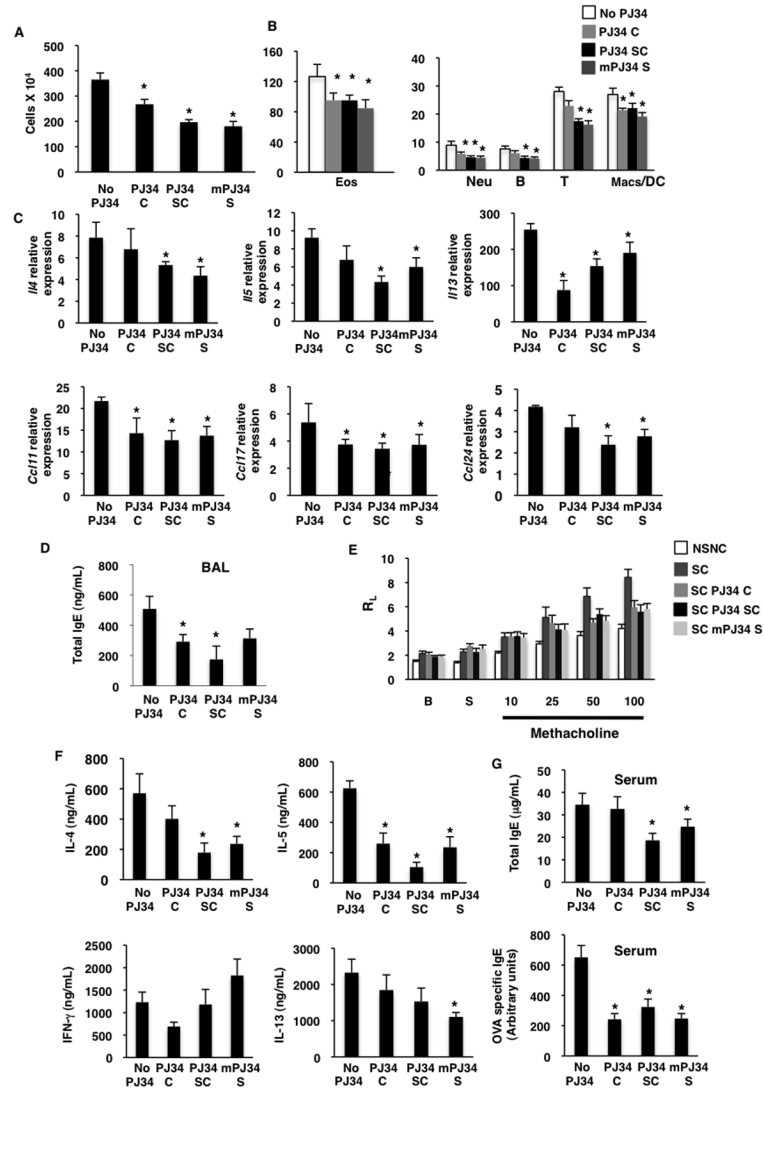 A
Cells X 10⁴
500
400
300
200
100
0
No PJ34 PJ34 mPJ34
PJ34 C SC S
* * *
B
No PJ34
PJ34 C
PJ34 SC
mPJ34 S
160
120
80
40
0
* * *
Eos
40
30
20
10
0
* * * * * * * * * *
Neu B T Macs/DC
C
Il4 relative
expression
10
8
6
4
2
0
* *
No PJ34 PJ34 mPJ34
PJ34 C SC S
Il5 relative
expression
12
10
8
6
4
2
0
* *
No PJ34 PJ34 mPJ34
PJ34 C SC S
Il13 relative
expression
300
200
100
0
* * *
No PJ34 PJ34 mPJ34
PJ34 C SC S
Ccl11 relative
expression
25
20
15
10
5
0
* * *
No PJ34 PJ34 mPJ34
PJ34 C SC S
Ccl17 relative
expression
8
6
4
2
0
* * *
No PJ34 PJ34 mPJ34
PJ34 C SC S
Ccl24 relative
expression
5
4
3
2
1
0
* *
No PJ34 PJ34 mPJ34
PJ34 C SC S
D
BAL
Total IgE (ng/mL)
800
600
400
200
0
* *
No PJ34 PJ34 mPJ34
PJ34 C SC S
E
R_L
10
8
6
4
2
0
B S 10 25 50 100
Methacholine
NSNC
SC
SC PJ34 C
SC PJ34 SC
SC mPJ34 S
F
IL-4 (ng/mL)
800
600
400
200
0
* *
No PJ34 PJ34 mPJ34
PJ34 C SC S
IL-5 (ng/mL)
800
600
400
200
0
* * *
No PJ34 PJ34 mPJ34
PJ34 C SC S
G
Serum
Total IgE (µg/mL)
50
40
30
20
10
0
* *
No PJ34 PJ34 mPJ34
PJ34 C SC S
IFN-γ (ng/mL)
2500
2000
1500
1000
500
0
No PJ34 PJ34 mPJ34
PJ34 C SC S
IL-13 (ng/mL)
3000
2000
1000
0
*
No PJ34 PJ34 mPJ34
PJ34 C SC S
Serum
OVA specific IgE
(Arbitrary units)
800
600
400
200
0
* * *
No PJ34 PJ34 mPJ34
PJ34 C SC S